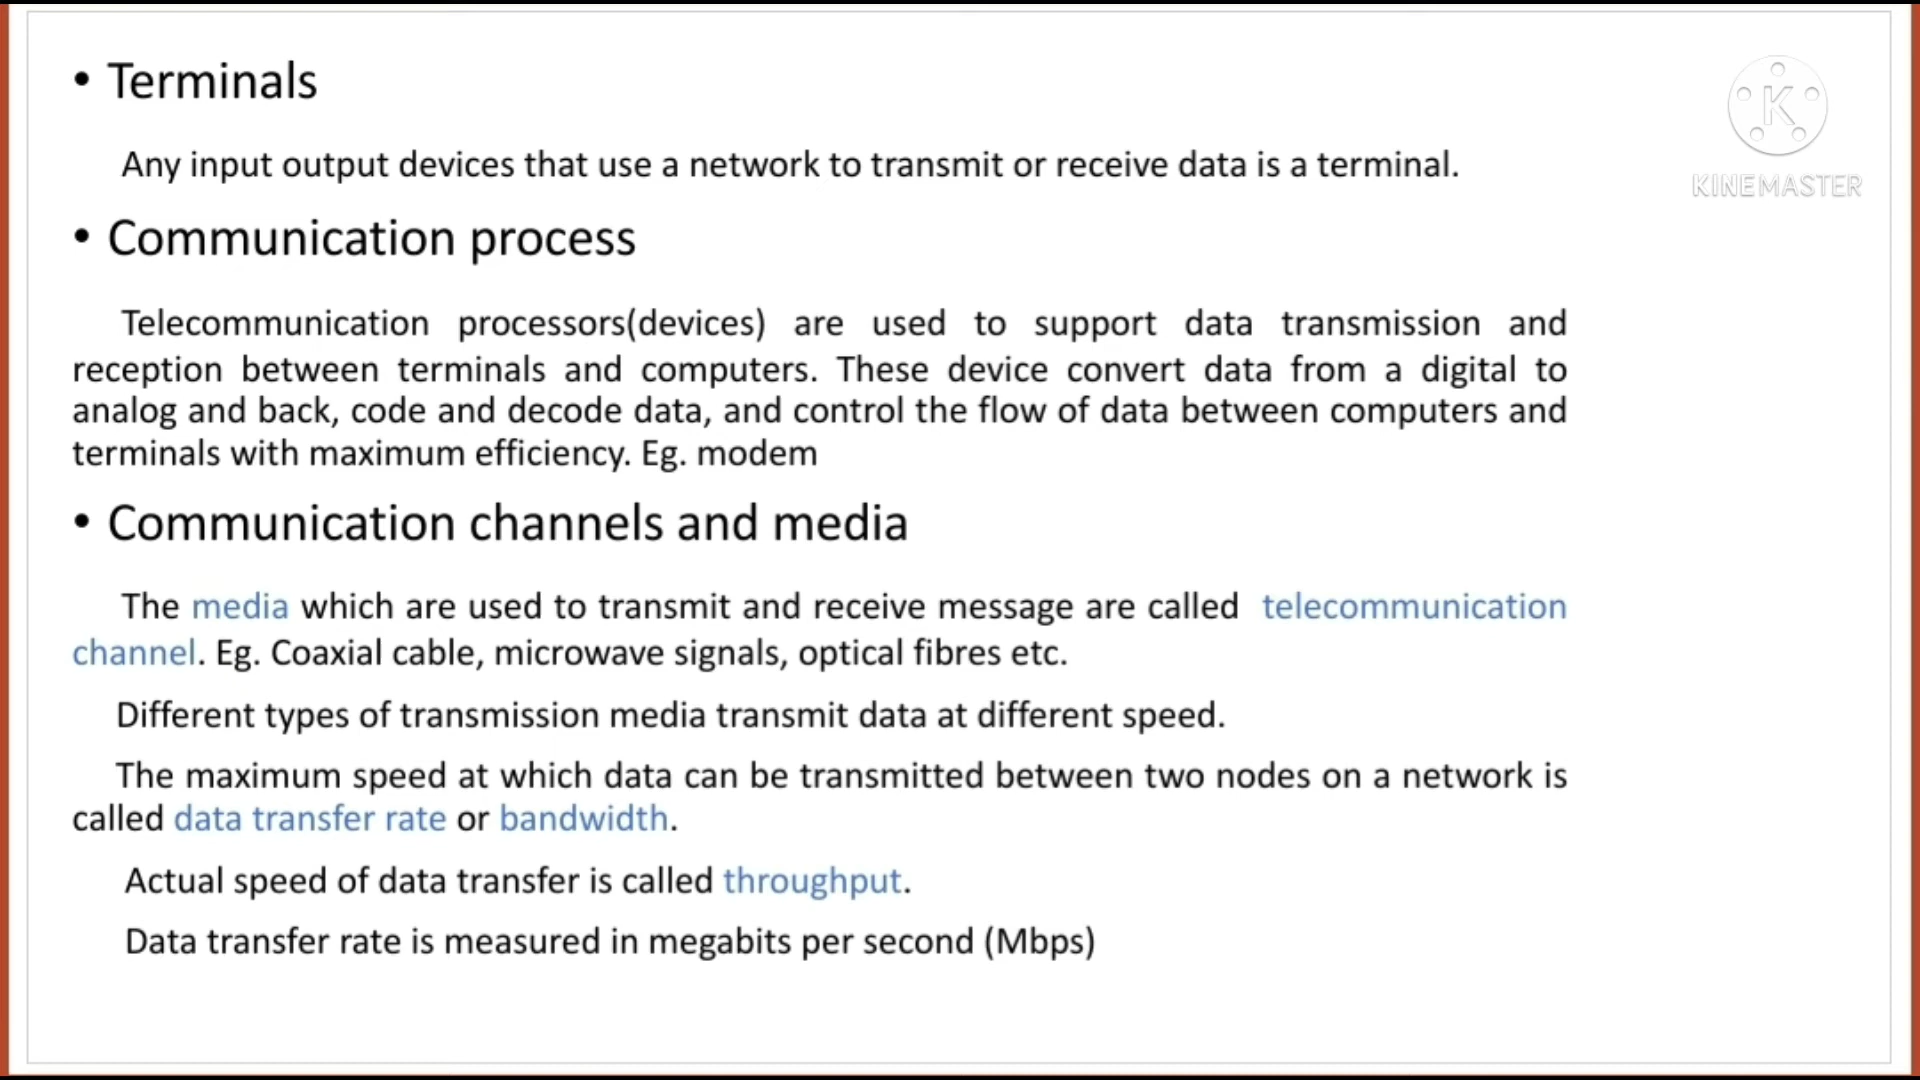 • Terminals
Any input output devices that use a network to transmit or receive data is a terminal.
• Communication process
Telecommunication processors(devices) are used to support data transmission and
reception between terminals and computers. These device convert data from a digital to
analog and back, code and decode data, and control the flow of data between computers and
terminals with maximum efficiency. Eg. modem
• Communication channels and media
The media which are used to transmit and receive message are called telecommunication
channel. Eg. Coaxial cable, microwave signals, optical fibres etc.
Different types of transmission media transmit data at different speed.
The maximum speed at which data can be transmitted between two nodes on a network is
called data transfer rate or bandwidth.
Actual speed of data transfer is called throughput.
Data transfer rate is measured in megabits per second (Mbps)
K
KINEMASTER